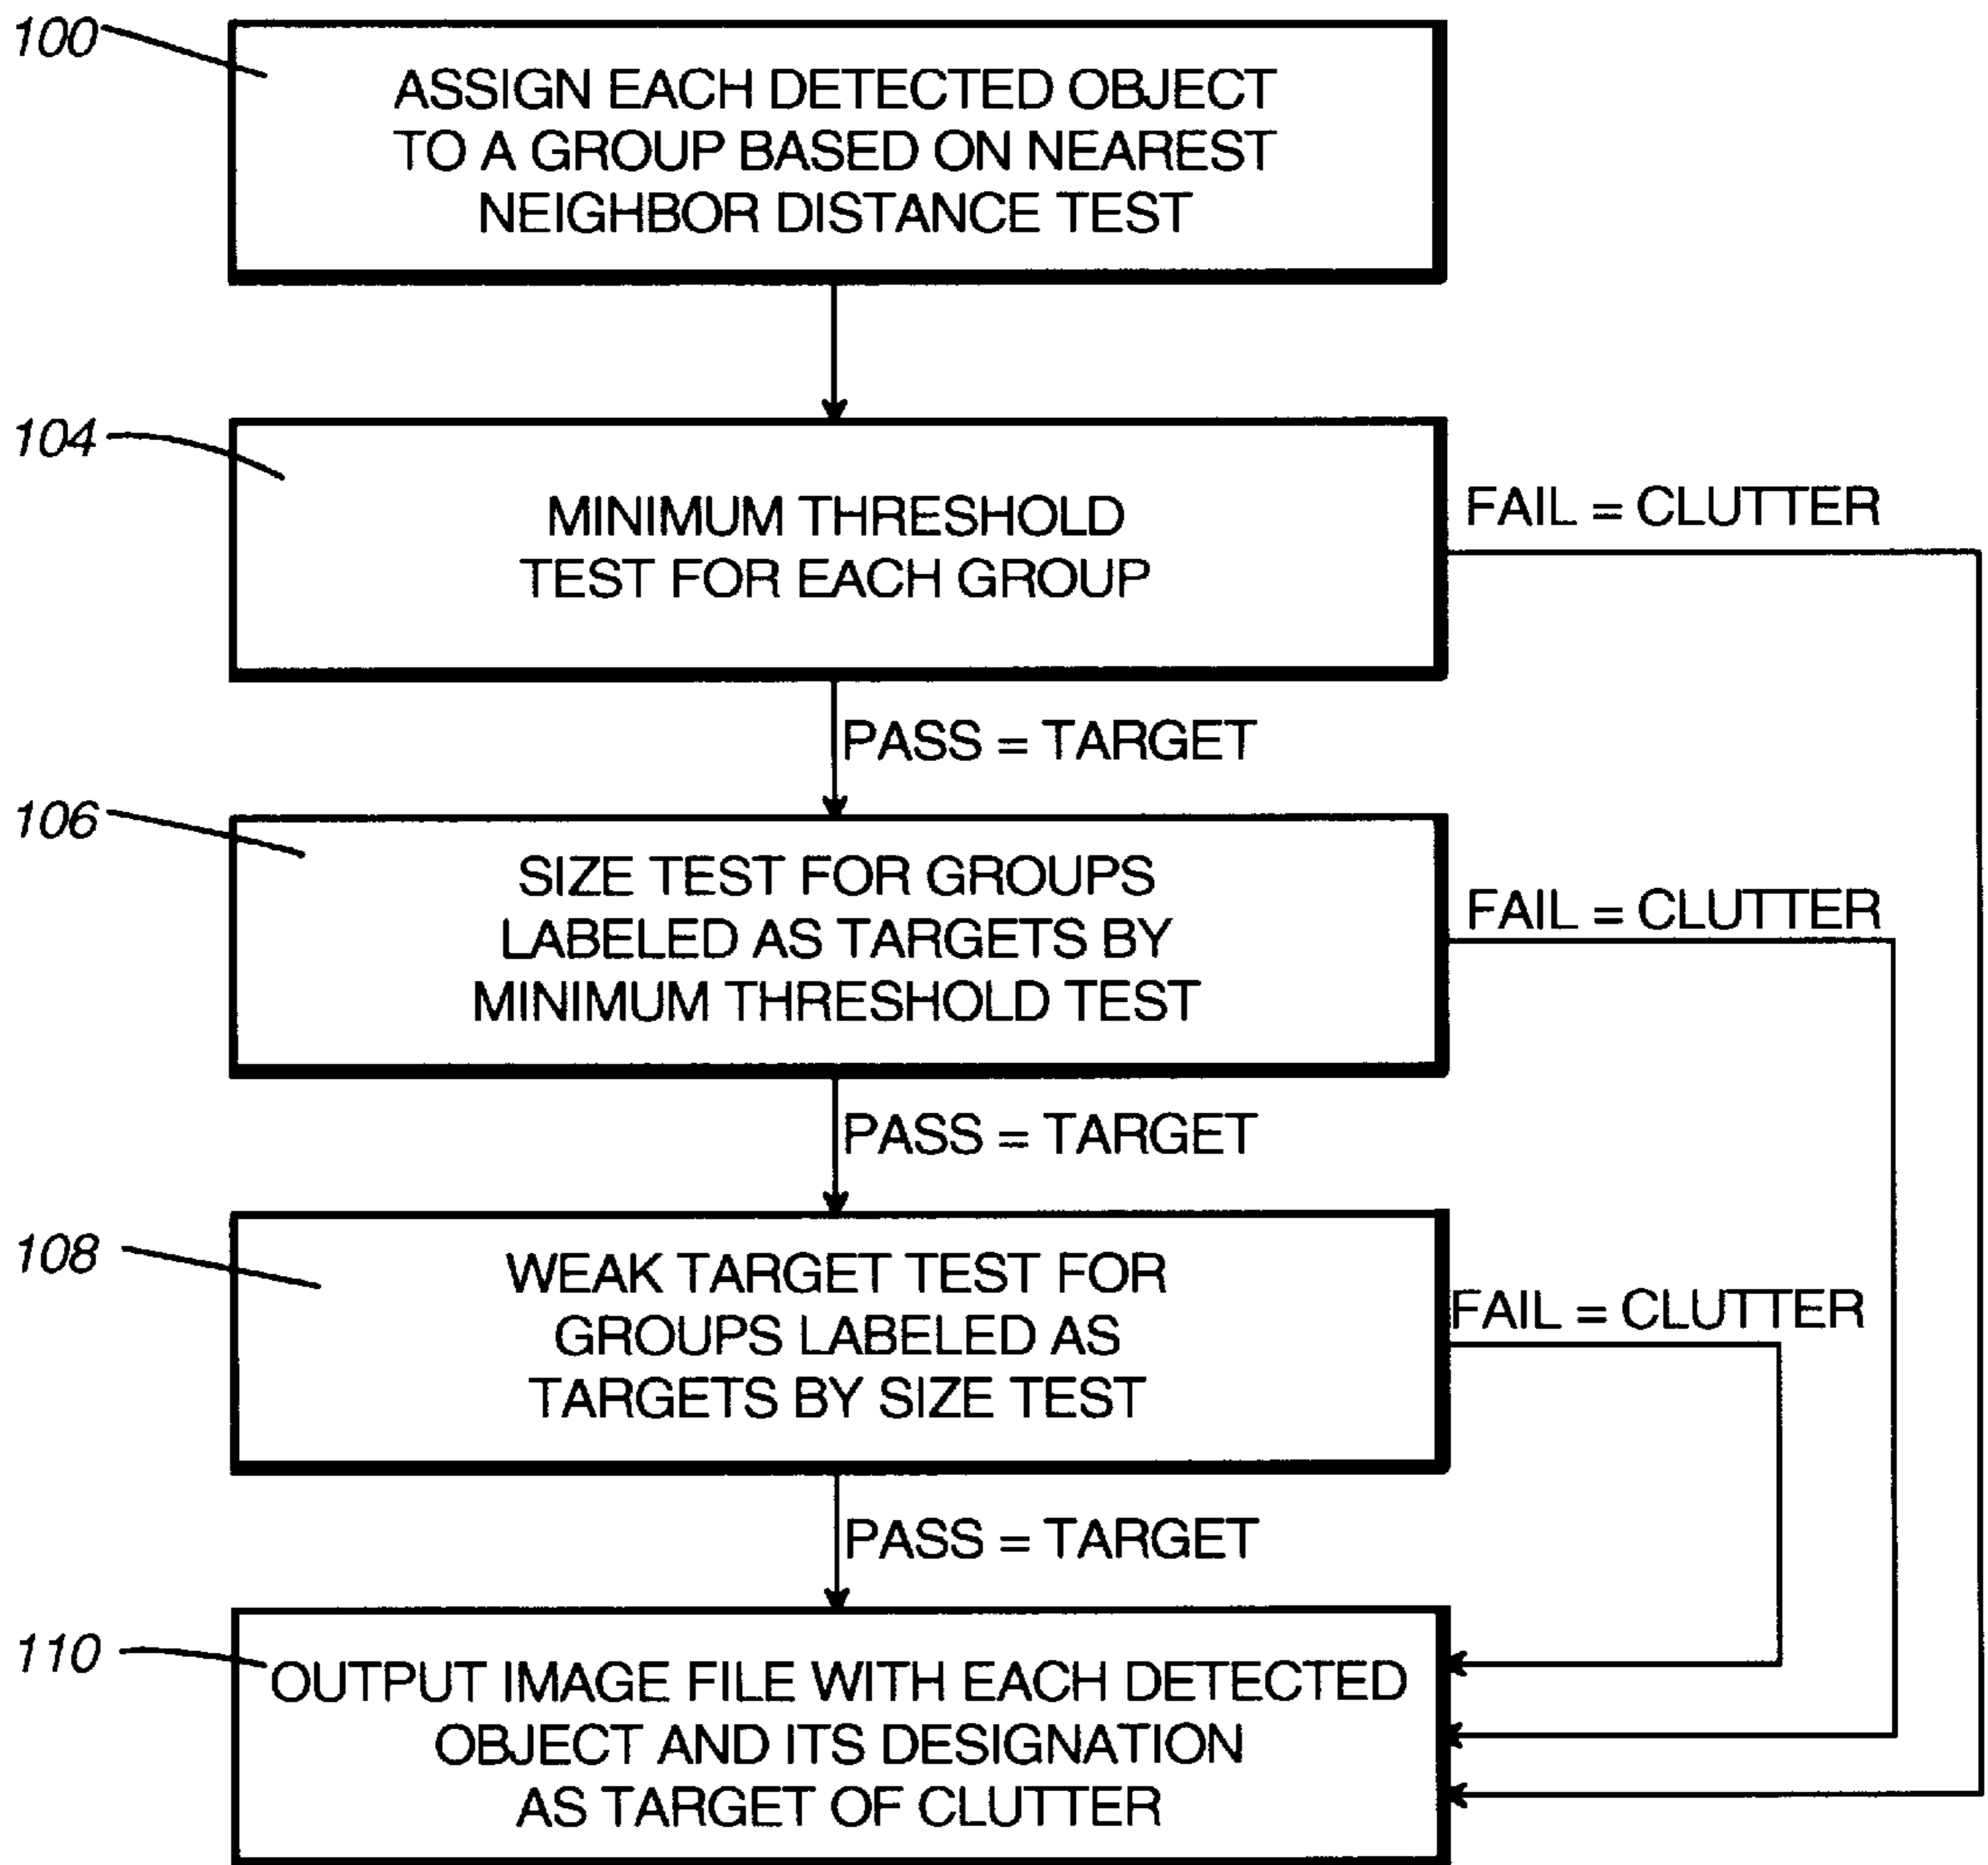 100
ASSIGN EACH DETECTED OBJECT
TO A GROUP BASED ON NEAREST
NEIGHBOR DISTANCE TEST
104
MINIMUM THRESHOLD
TEST FOR EACH GROUP
FAIL = CLUTTER
PASS = TARGET
106
SIZE TEST FOR GROUPS
LABELED AS TARGETS BY
MINIMUM THRESHOLD TEST
FAIL = CLUTTER
PASS = TARGET
108
WEAK TARGET TEST FOR
GROUPS LABELED AS
TARGETS BY SIZE TEST
FAIL = CLUTTER
PASS = TARGET
110
OUTPUT IMAGE FILE WITH EACH DETECTED
OBJECT AND ITS DESIGNATION
AS TARGET OF CLUTTER